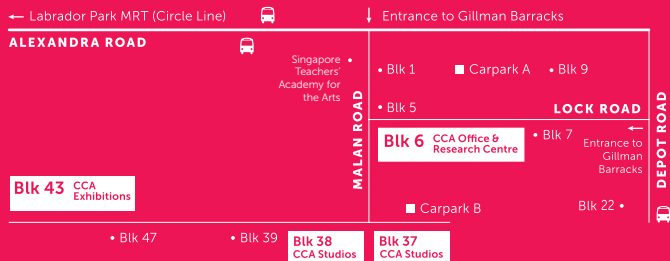 Labrador Park MRT (Circle Line)
Entrance to Gillman Barracks
ALEXANDRA ROAD
Singapore
Teachers'
Academy for
the Arts
MALAN ROAD
Blk 1
Carpark A
Blk 9
Blk 5
LOCK ROAD
DEPOT ROAD
Blk 6
CCA Office &
Research Centre
Blk 7
Entrance to
Gillman
Barracks
Blk 43
CCA
Exhibitions
Carpark B
Blk 22
Blk 47
Blk 39
Blk 38
CCA Studios
Blk 37
CCA Studios